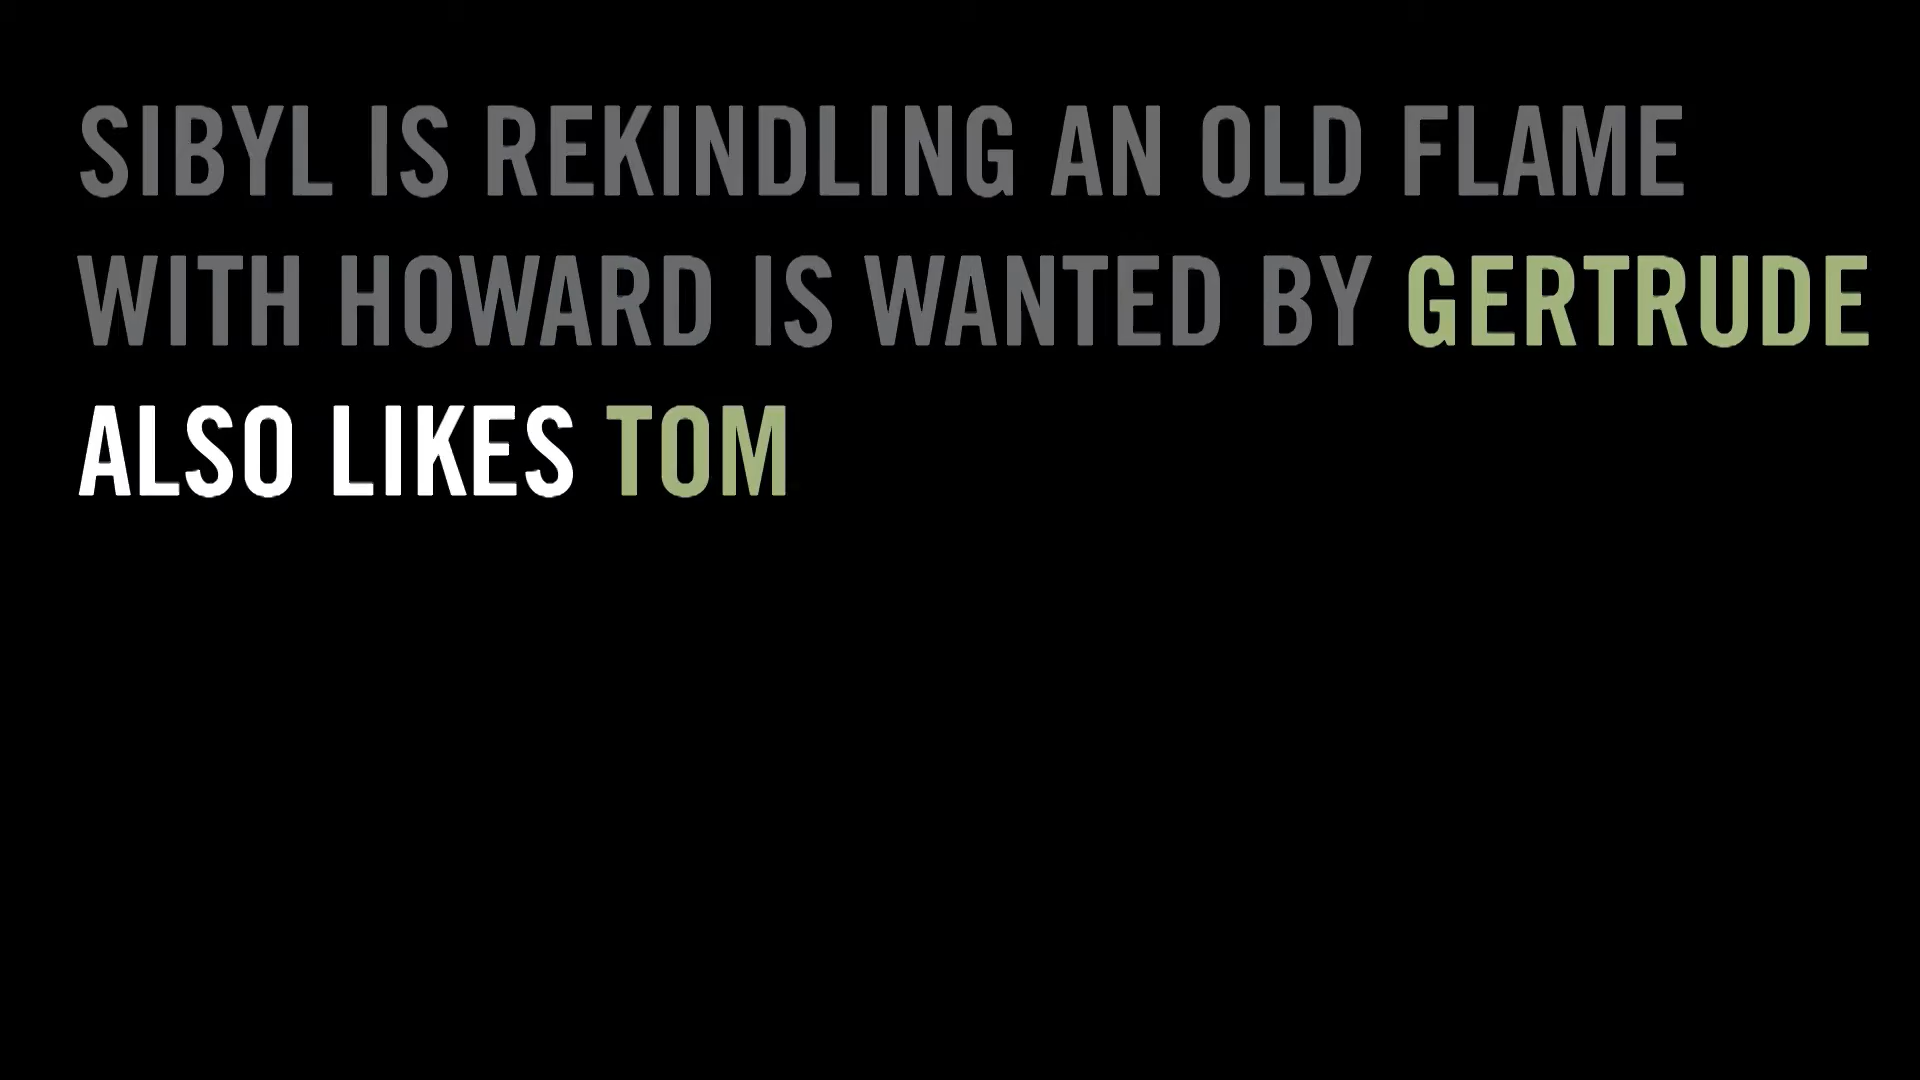 SIBYL IS REKINDLING AN OLD FLAME
WITH HOWARD IS WANTED BY GERTRUDE
ALSO LIKES TOM